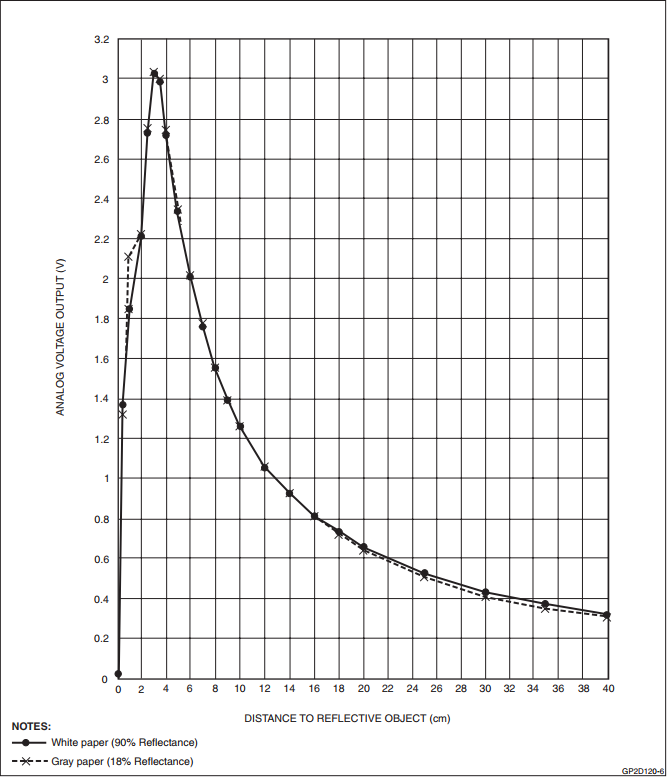 3.2
3
2.8
2.6
2.4
2.2
2
1.8
1.6
1.4
1.2
1
0.8
0.6
0.4
0.2
0
ANALOG VOLTAGE OUTPUT (V)
0 2 4 6 8 10 12 14 16 18 20 22 24 26 28 30 32 34 36 38 40
DISTANCE TO REFLECTIVE OBJECT (cm)
NOTES:
White paper (90% Reflectance)
Gray paper (18% Reflectance)
GP2D120-6